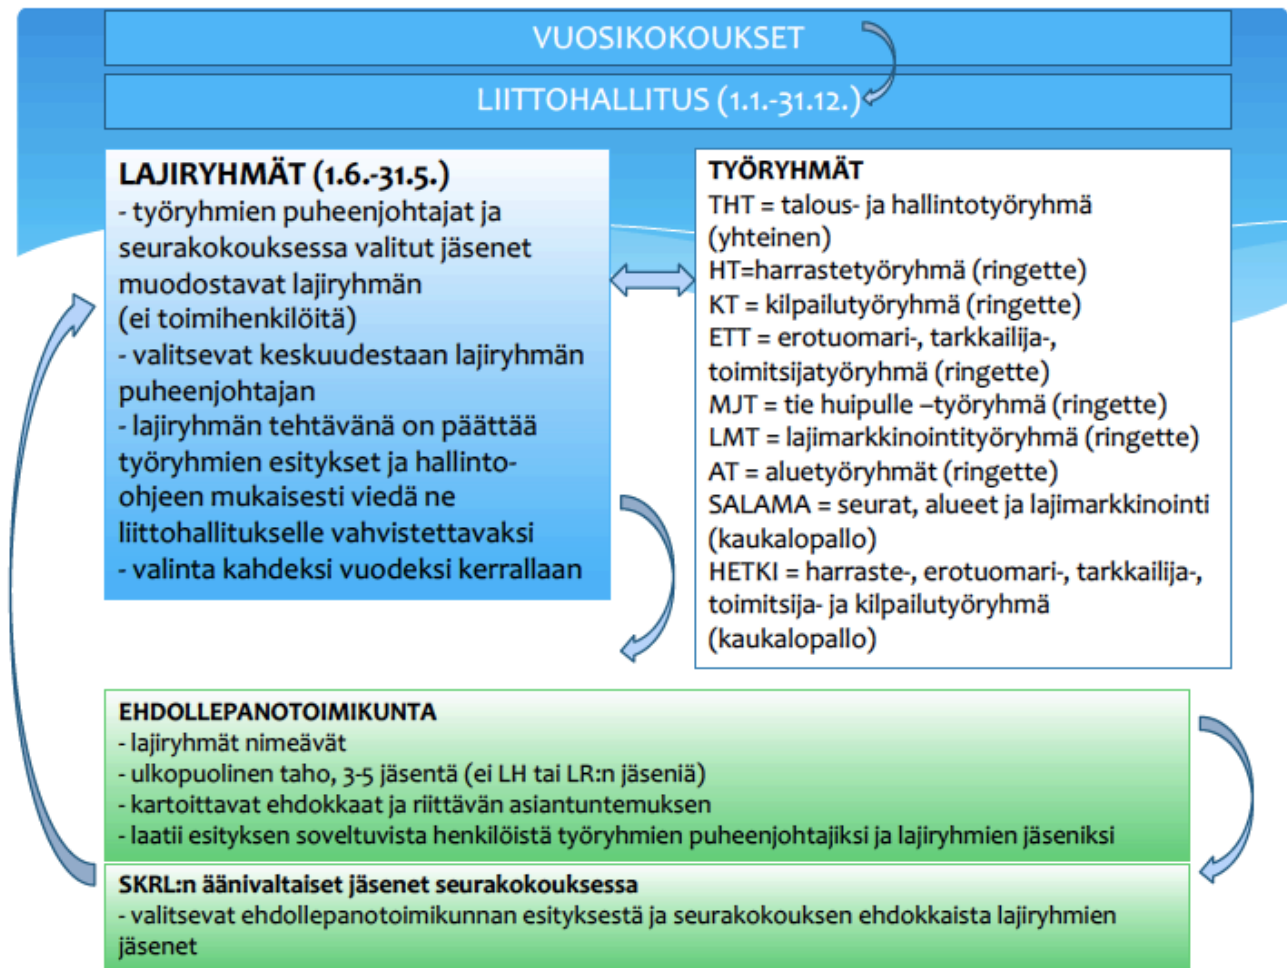 VUOSIKOKOUKSET
LIITTOHALLITUS (1.1.-31.12.)
LAJIRYHMÄT (1.6.-31.5.)
- työryhmien puheenjohtajat ja
seurakokouksessa valitut jäsenet
muodostavat lajiryhmän
(ei toimihenkilöitä)
- valitsevat keskuudestaan lajiryhmän
puheenjohtajan
- lajiryhmän tehtävänä on päättää
työryhmien esitykset ja hallinto-
ohjeen mukaisesti viedä ne
liittohallitukselle vahvistettavaksi
- valinta kahdeksi vuodeksi kerrallaan
TYÖRYHMÄT
THT = talous- ja hallintotyöryhmä
(yhteinen)
HT=harrastetyöryhmä (ringette)
KT = kilpailutyöryhmä (ringette)
ETT = erotuomari-, tarkkailija-,
toimitsijatyöryhmä (ringette)
MJT = tie huipulle –työryhmä (ringette)
LMT = lajimarkkinointityöryhmä (ringette)
AT = aluetyöryhmät (ringette)
SALAMA = seurat, alueet ja lajimarkkinointi
(kaukalopallo)
HETKI = harraste-, erotuomari-, tarkkailija-,
toimitsija- ja kilpailutyöryhmä
(kaukalopallo)
EHDOLLEPANOTOIMIKUNTA
- lajiryhmät nimeävät
- ulkopuolinen taho, 3-5 jäsentä (ei LH tai LR:n jäseniä)
- kartoittavat ehdokkaat ja riittävän asiantuntemuksen
- laatii esityksen soveltuvista henkilöistä työryhmien puheenjohtajiksi ja lajiryhmien jäseniksi
SKRL:n äänivaltaiset jäsenet seurakokouksessa
- valitsevat ehdollepanotoimikunnan esityksestä ja seurakokouksen ehdokkaista lajiryhmien
jäsenet